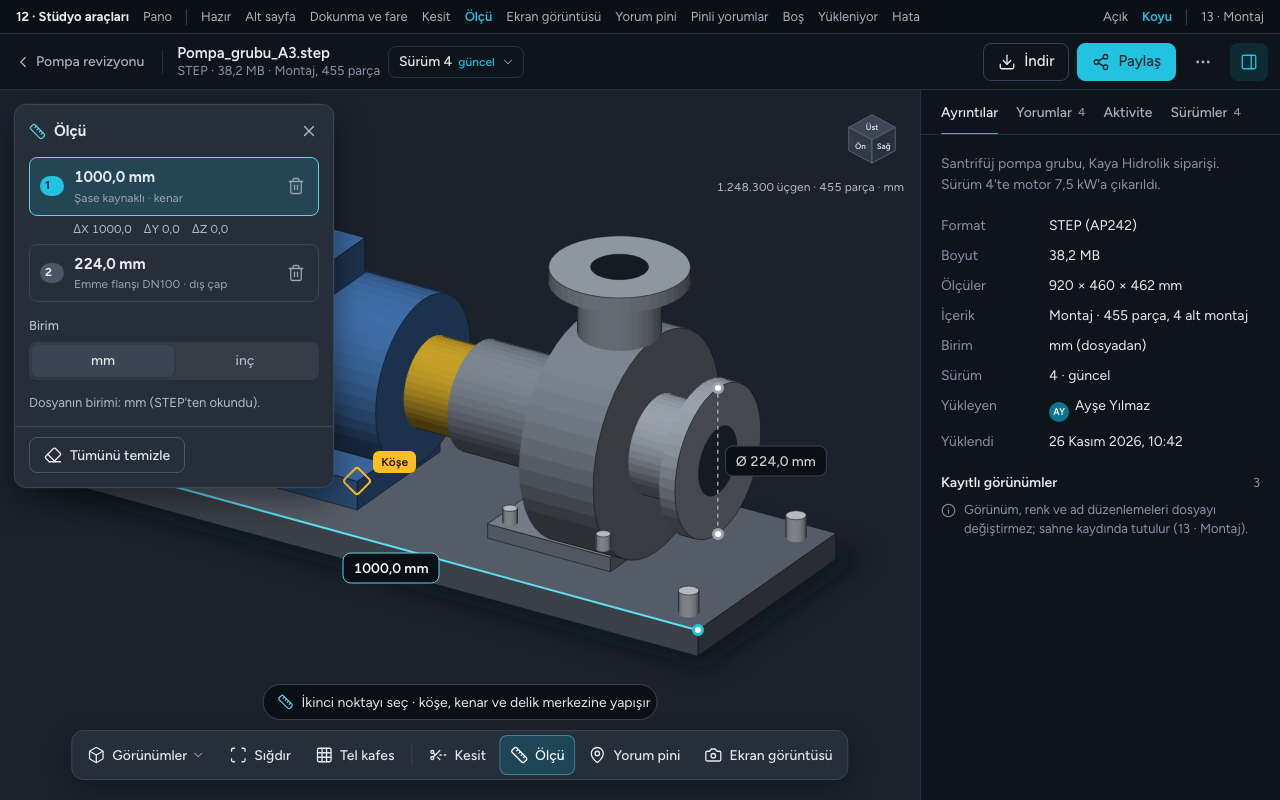 12 · Stüdyo araçları Pano Hazır Alt sayfa Dokunma ve fare Kesit Ölçü Ekran görüntüsü Yorum pini Pinli yorumlar Boş Yükleniyor Hata Açık Koyu 13 · Montaj
Pompa revizyonu
Pompa_grubu_A3.step
STEP · 38,2 MB · Montaj, 455 parça
Sürüm 4 güncel
İndir
Paylaş
Ölçü
1
1000,0 mm
Şase kaynaklı · kenar
ΔX 1000,0 ΔY 0,0 ΔZ 0,0
2
224,0 mm
Emme flanşı DN100 · dış çap
Birim
mm inç
Dosyanın birimi: mm (STEP'ten okundu).
Tümünü temizle
Üst
Ön Sağ
1.248.300 üçgen · 455 parça · mm
Köşe
Ø 224,0 mm
1000,0 mm
İkinci noktayı seç · köşe, kenar ve delik merkezine yapışır
Görünümler Sığdır Tel kafes Kesit Ölçü Yorum pini Ekran görüntüsü
Ayrıntılar Yorumlar 4 Aktivite Sürümler 4
Santrifüj pompa grubu, Kaya Hidrolik siparişi.
Sürüm 4'te motor 7,5 kW'a çıkarıldı.
Format STEP (AP242)
Boyut 38,2 MB
Ölçüler 920 × 460 × 462 mm
İçerik Montaj · 455 parça, 4 alt montaj
Birim mm (dosyadan)
Sürüm 4 · güncel
Yükleyen AY Ayşe Yılmaz
Yüklendi 26 Kasım 2026, 10:42
Kayıtlı görünümler 3
Görünüm, renk ve ad düzenlemeleri dosyayı
değiştirmez; sahne kaydında tutulur (13 · Montaj).